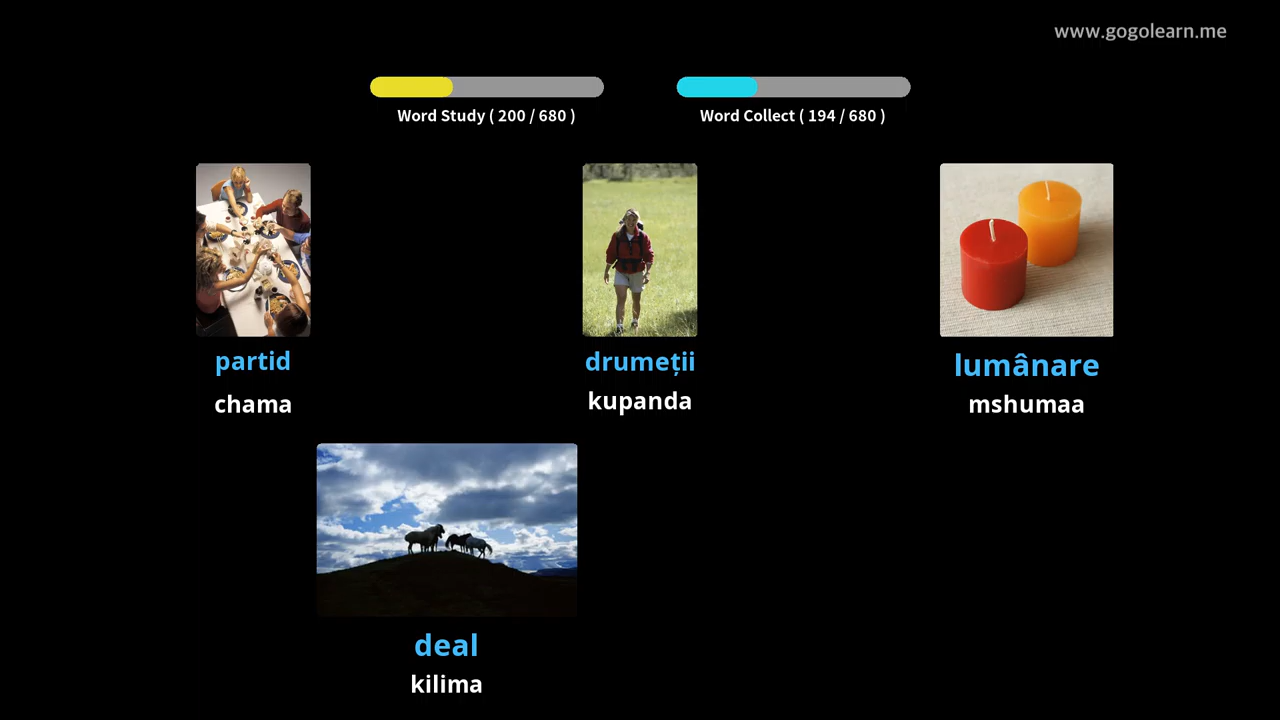 www.gogolearn.me
Word Study ( 200 / 680 )
Word Collect ( 194 / 680 )
partid
chama
drumeții
kupanda
lumânare
mshumaa
deal
kilima